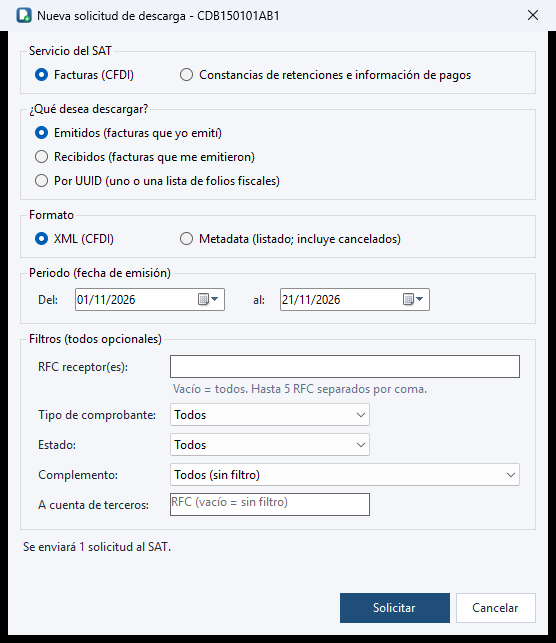 Nueva solicitud de descarga - CDB150101AB1
Servicio del SAT
Facturas (CFDI)
Constancias de retenciones e información de pagos
¿Qué desea descargar?
Emitidos (facturas que yo emití)
Recibidos (facturas que me emitieron)
Por UUID (uno o una lista de folios fiscales)
Formato
XML (CFDI)
Metadata (listado; incluye cancelados)
Periodo (fecha de emisión)
Del: 01/11/2026 al: 21/11/2026
Filtros (todos opcionales)
RFC receptor(es):
Vacío = todos. Hasta 5 RFC separados por coma.
Tipo de comprobante: Todos
Estado: Todos
Complemento: Todos (sin filtro)
A cuenta de terceros: RFC (vacío = sin filtro)
Se enviará 1 solicitud al SAT.
Solicitar
Cancelar